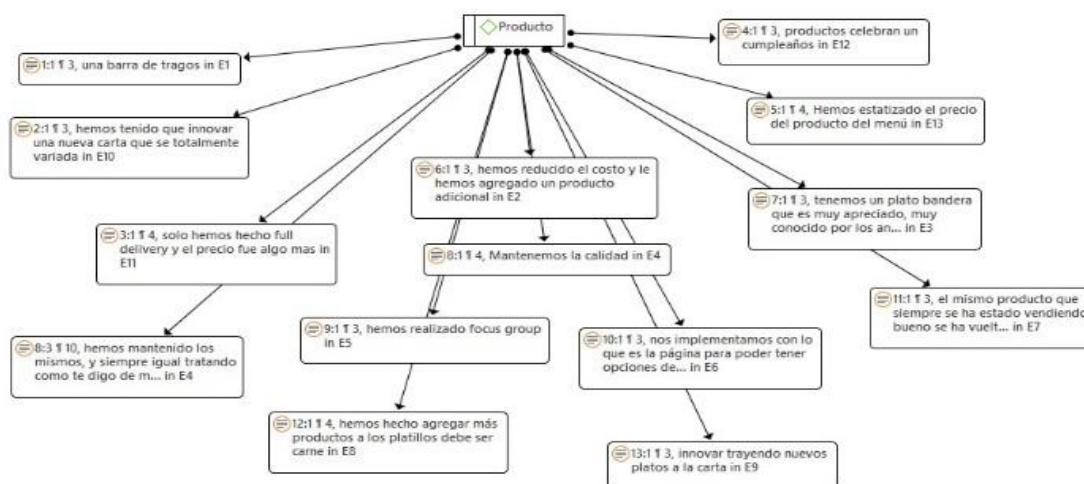 Producto
4:1 ¶ 3, productos celebran un
cumpleaños in E12
1:1 ¶ 3, una barra de tragos in E1
5:1 ¶ 4, Hemos estatizado el precio
del producto del menú in E13
2:1 ¶ 3, hemos tenido que innovar
una nueva carta que se totalmente
variada in E10
6:1 ¶ 3, hemos reducido el costo y le
hemos agregado un producto
adicional in E2
7:1 ¶ 3, tenemos un plato bandera
que es muy apreciado, muy
conocido por los an... in E3
3:1 ¶ 4, solo hemos hecho full
delivery y el precio fue algo mas in
E11
8:1 ¶ 4, Mantenemos la calidad in E4
11:1 ¶ 3, el mismo producto que
siempre se ha estado vendiendo
bueno se ha vuelt... in E7
9:1 ¶ 3, hemos realizado focus group
in E5
10:1 ¶ 3, nos implementamos con lo
que es la página para poder tener
opciones de... in E6
8:3 ¶ 10, hemos mantenido los
mismos, y siempre igual tratando
como te digo de m... in E4
12:1 ¶ 4, hemos hecho agregar más
productos a los platillos debe ser
carne in E8
13:1 ¶ 3, innovar trayendo nuevos
platos a la carta in E9